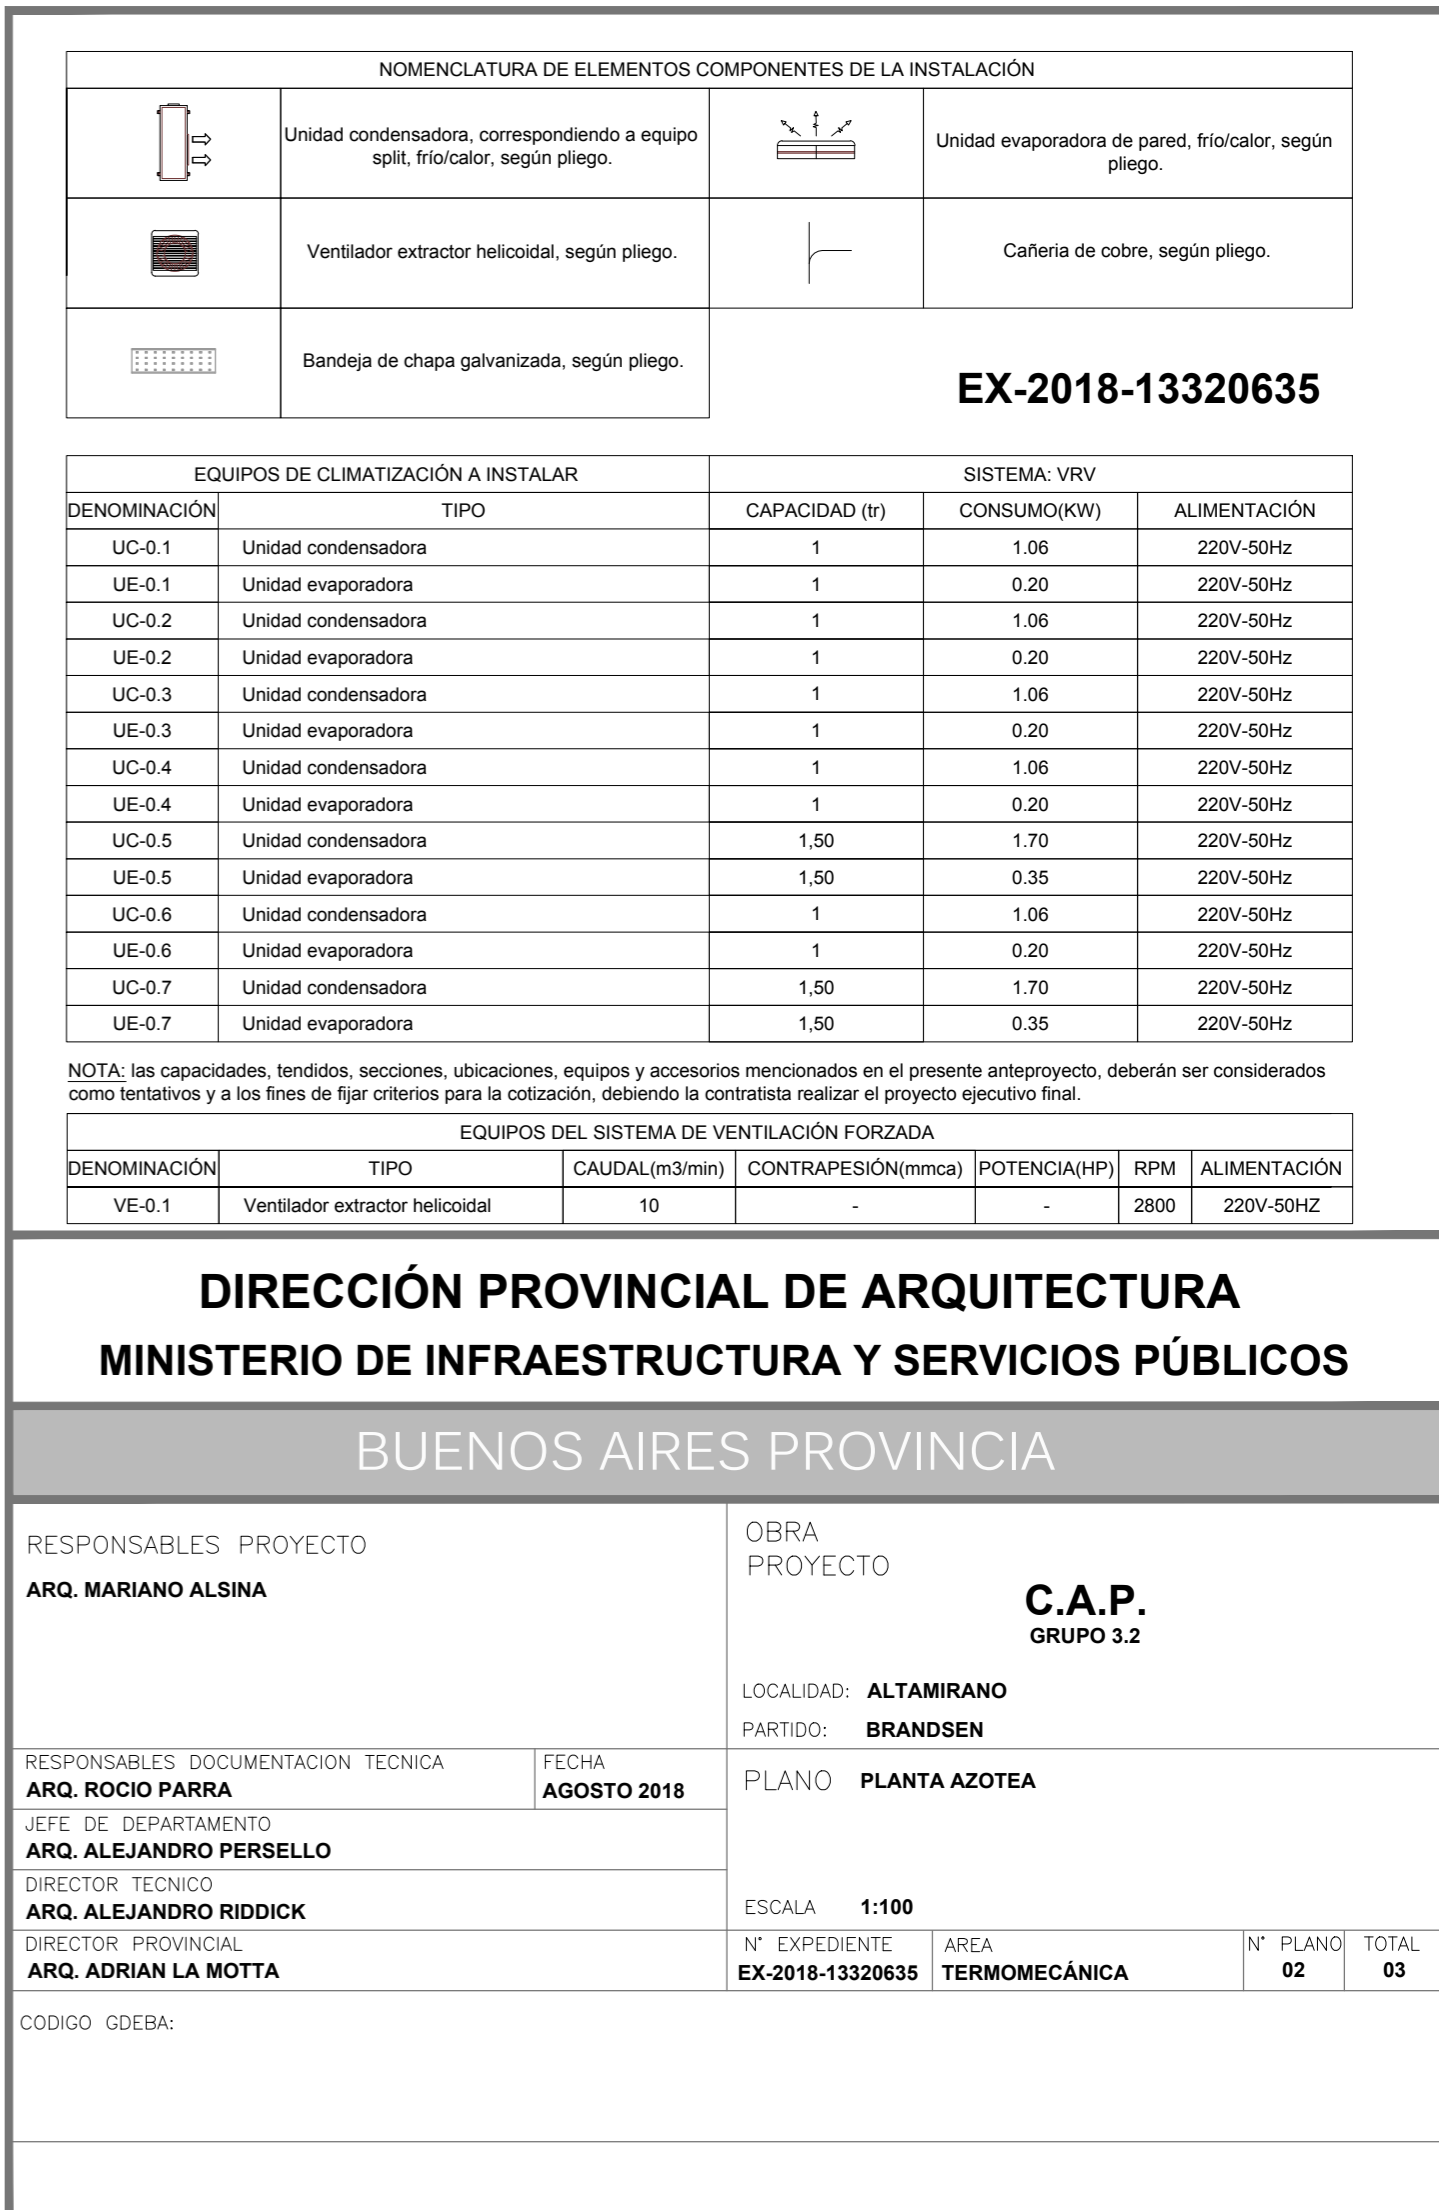 NOMENCLATURA DE ELEMENTOS COMPONENTES DE LA INSTALACIÓN
Unidad condensadora, correspondiendo a equipo
split, frío/calor, según pliego.
Unidad evaporadora de pared, frío/calor, según
pliego.
Ventilador extractor helicoidal, según pliego.
Cañeria de cobre, según pliego.
Bandeja de chapa galvanizada, según pliego.
EX-2018-13320635
EQUIPOS DE CLIMATIZACIÓN A INSTALAR SISTEMA: VRV
DENOMINACIÓN TIPO CAPACIDAD (tr) CONSUMO(KW) ALIMENTACIÓN
UC-0.1 Unidad condensadora 1 1.06 220V-50Hz
UE-0.1 Unidad evaporadora 1 0.20 220V-50Hz
UC-0.2 Unidad condensadora 1 1.06 220V-50Hz
UE-0.2 Unidad evaporadora 1 0.20 220V-50Hz
UC-0.3 Unidad condensadora 1 1.06 220V-50Hz
UE-0.3 Unidad evaporadora 1 0.20 220V-50Hz
UC-0.4 Unidad condensadora 1 1.06 220V-50Hz
UE-0.4 Unidad evaporadora 1 0.20 220V-50Hz
UC-0.5 Unidad condensadora 1,50 1.70 220V-50Hz
UE-0.5 Unidad evaporadora 1,50 0.35 220V-50Hz
UC-0.6 Unidad condensadora 1 1.06 220V-50Hz
UE-0.6 Unidad evaporadora 1 0.20 220V-50Hz
UC-0.7 Unidad condensadora 1,50 1.70 220V-50Hz
UE-0.7 Unidad evaporadora 1,50 0.35 220V-50Hz
NOTA: las capacidades, tendidos, secciones, ubicaciones, equipos y accesorios mencionados en el presente anteproyecto, deberán ser considerados
como tentativos y a los fines de fijar criterios para la cotización, debiendo la contratista realizar el proyecto ejecutivo final.
EQUIPOS DEL SISTEMA DE VENTILACIÓN FORZADA
DENOMINACIÓN TIPO CAUDAL(m3/min) CONTRAPESIÓN(mmca) POTENCIA(HP) RPM ALIMENTACIÓN
VE-0.1 Ventilador extractor helicoidal 10 - - 2800 220V-50HZ
DIRECCIÓN PROVINCIAL DE ARQUITECTURA
MINISTERIO DE INFRAESTRUCTURA Y SERVICIOS PÚBLICOS
BUENOS AIRES PROVINCIA
RESPONSABLES PROYECTO
ARQ. MARIANO ALSINA
OBRA
PROYECTO
C.A.P.
GRUPO 3.2
LOCALIDAD: ALTAMIRANO
PARTIDO: BRANDSEN
RESPONSABLES DOCUMENTACION TECNICA
ARQ. ROCIO PARRA
FECHA
AGOSTO 2018
PLANO PLANTA AZOTEA
JEFE DE DEPARTAMENTO
ARQ. ALEJANDRO PERSELLO
DIRECTOR TECNICO
ARQ. ALEJANDRO RIDDICK
ESCALA 1:100
DIRECTOR PROVINCIAL
ARQ. ADRIAN LA MOTTA
N° EXPEDIENTE
EX-2018-13320635
AREA
TERMOMECÁNICA
N° PLANO
02
TOTAL
03
CODIGO GDEBA: